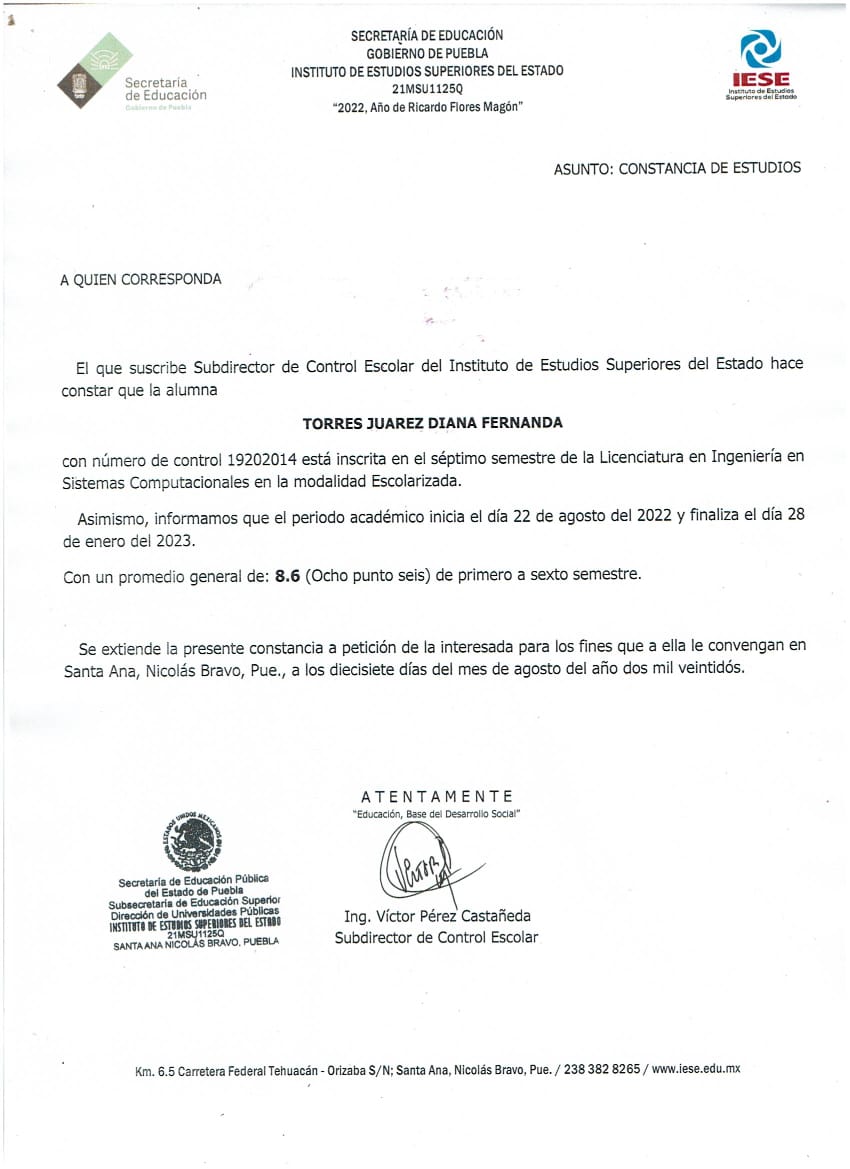 SECRETARÍA DE EDUCACIÓN
GOBIERNO DE PUEBLA
INSTITUTO DE ESTUDIOS SUPERIORES DEL ESTADO
21MSU1125Q
“2022, Año de Ricardo Flores Magón”
Secretaría
de Educación
Gobierno de Puebla
IESE
Instituto de Estudios
Superiores del Estado
ASUNTO: CONSTANCIA DE ESTUDIOS
A QUIEN CORRESPONDA
El que suscribe Subdirector de Control Escolar del Instituto de Estudios Superiores del Estado hace
constar que la alumna
TORRES JUAREZ DIANA FERNANDA
con número de control 19202014 está inscrita en el séptimo semestre de la Licenciatura en Ingeniería en
Sistemas Computacionales en la modalidad Escolarizada.
Asimismo, informamos que el periodo académico inicia el día 22 de agosto del 2022 y finaliza el día 28
de enero del 2023.
Con un promedio general de: 8.6 (Ocho punto seis) de primero a sexto semestre.
Se extiende la presente constancia a petición de la interesada para los fines que a ella le convengan en
Santa Ana, Nicolás Bravo, Pue., a los diecisiete días del mes de agosto del año dos mil veintidós.
ATENTAMENTE
“Educación, Base del Desarrollo Social”
Ing. Víctor Pérez Castañeda
Subdirector de Control Escolar
ESTADOS UNIDOS MEXICANOS
Secretaría de Educación Pública
del Estado de Puebla
Subsecretaría de Educación Superior
Dirección de Universidades Públicas
INSTITUTO DE ESTUDIOS SUPERIORES DEL ESTADO
21MSU1125Q
SANTA ANA NICOLÁS BRAVO, PUEBLA
Km. 6.5 Carretera Federal Tehuacán - Orizaba S/N; Santa Ana, Nicolás Bravo, Pue. / 238 382 8265 / www.iese.edu.mx